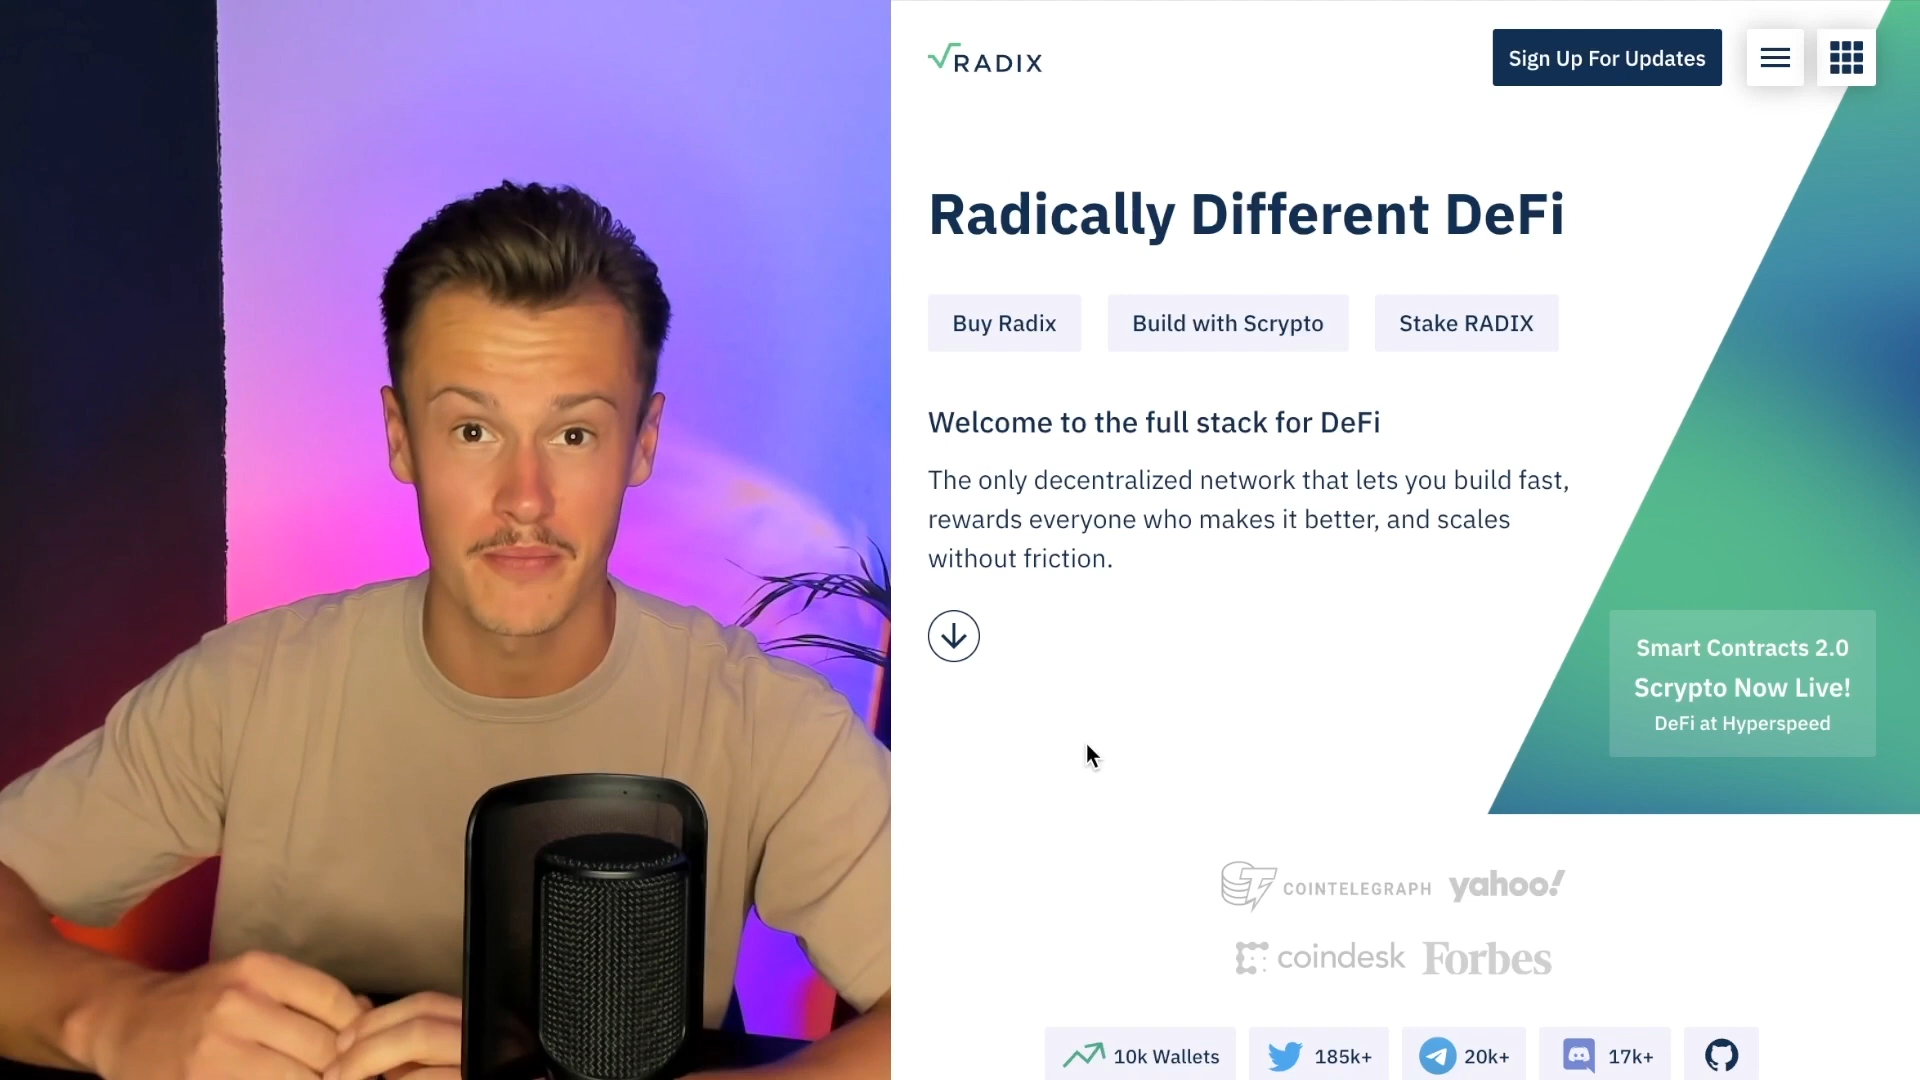 RADIX
Sign Up For Updates
Radically Different DeFi
Buy Radix
Build with Scrypto
Stake RADIX
Welcome to the full stack for DeFi
The only decentralized network that lets you build fast,
rewards everyone who makes it better, and scales
without friction.
Smart Contracts 2.0
Scrypto Now Live!
DeFi at Hyperspeed
COINTELEGRAPH
yahoo!
coindesk
Forbes
10k Wallets
185k+
20k+
17k+